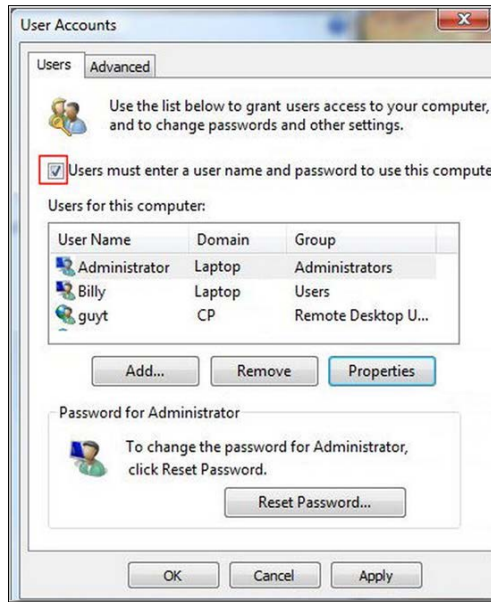 User Accounts
Users
Advanced
Use the list below to grant users access to your computer,
and to change passwords and other settings.
Users must enter a user name and password to use this compute
Users for this computer:
User Name Domain Group
Administrator Laptop Administrators
Billy Laptop Users
guyt CP Remote Desktop U...
Add... Remove Properties
Password for Administrator
To change the password for Administrator,
click Reset Password.
Reset Password...
OK Cancel Apply